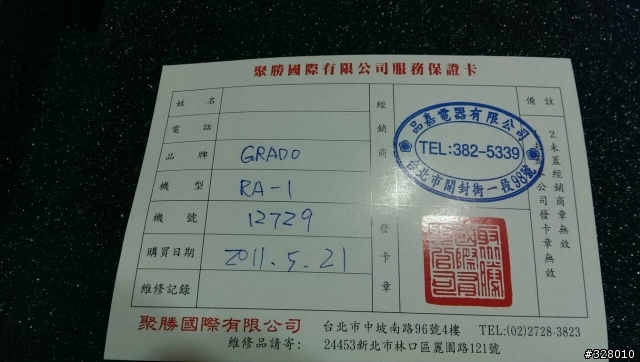 聚勝國際有限公司服務保證卡
姓名
電話
品牌 GRADO
機型 RA-1
機號 12729
購買日期 2011.5.21
維修記錄
經銷商
品嘉電器有限公司
TEL:382-5339
台北市開封街一段98號
發卡章
備註
2.未蓋經銷商章無效
公司發卡章無效
聚勝國際有限公司
台北市中坡南路96號4樓 TEL:(02)2728-3823
維修品請寄: 24453新北市林口區麗園路121號
#328010